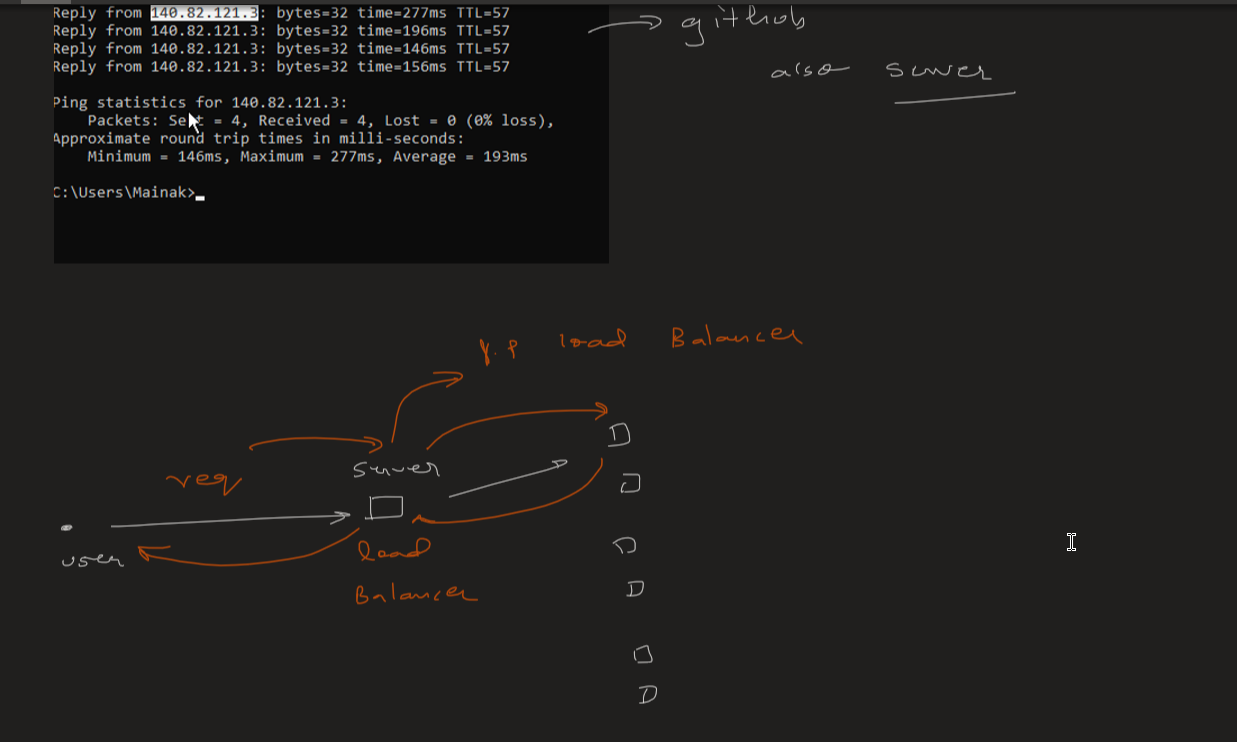 Reply from 140.82.121.3: bytes=32 time=277ms TTL=57
Reply from 140.82.121.3: bytes=32 time=196ms TTL=57
Reply from 140.82.121.3: bytes=32 time=146ms TTL=57
Reply from 140.82.121.3: bytes=32 time=156ms TTL=57
github
also server
Ping statistics for 140.82.121.3:
Packets: Sent = 4, Received = 4, Lost = 0 (0% loss),
Approximate round trip times in milli-seconds:
Minimum = 146ms, Maximum = 277ms, Average = 193ms
C:\Users\Mainak>
load Balancer
server
req
user
load
Balancer